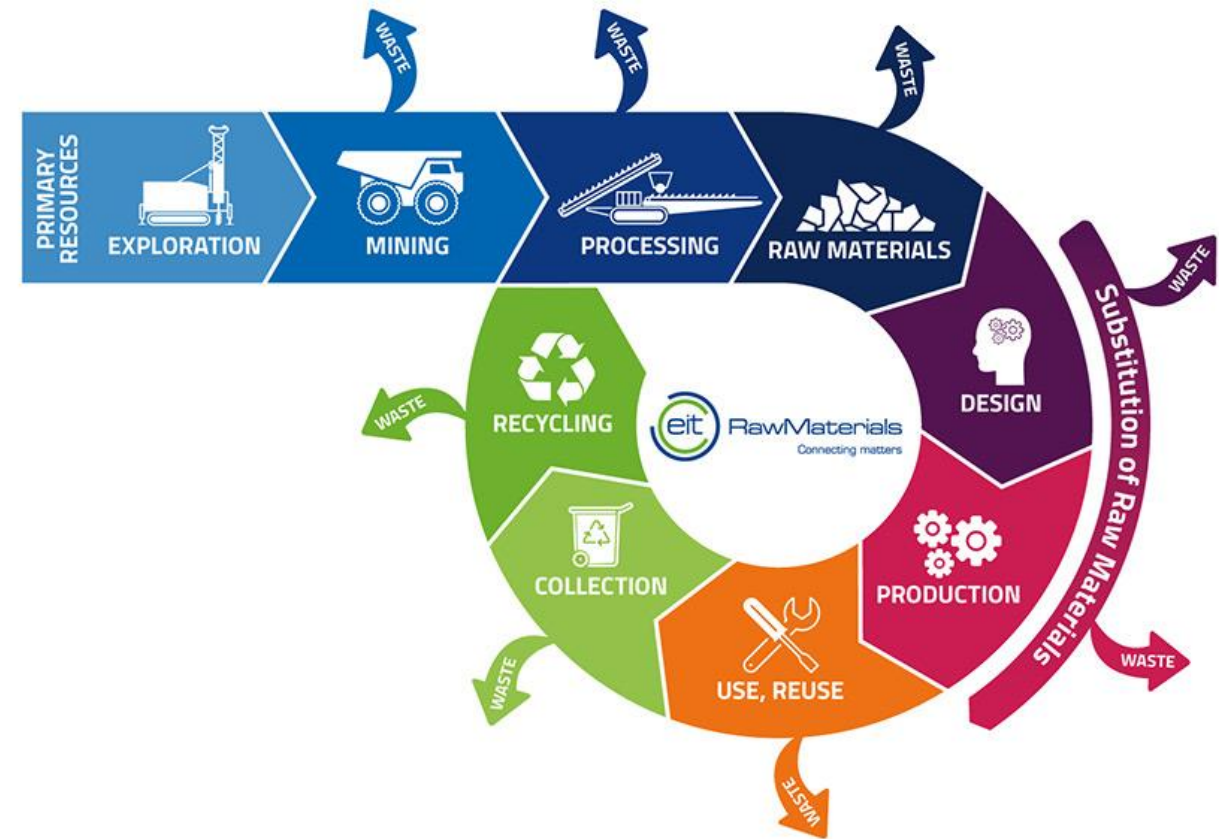 WASTE
WASTE
WASTE
PRIMARY
RESOURCES
EXPLORATION
MINING
PROCESSING
RAW MATERIALS
WASTE
Substitution of Raw Materials
DESIGN
RECYCLING
WASTE
eit RawMaterials
Connecting matters
PRODUCTION
COLLECTION
WASTE
USE, REUSE
WASTE
WASTE